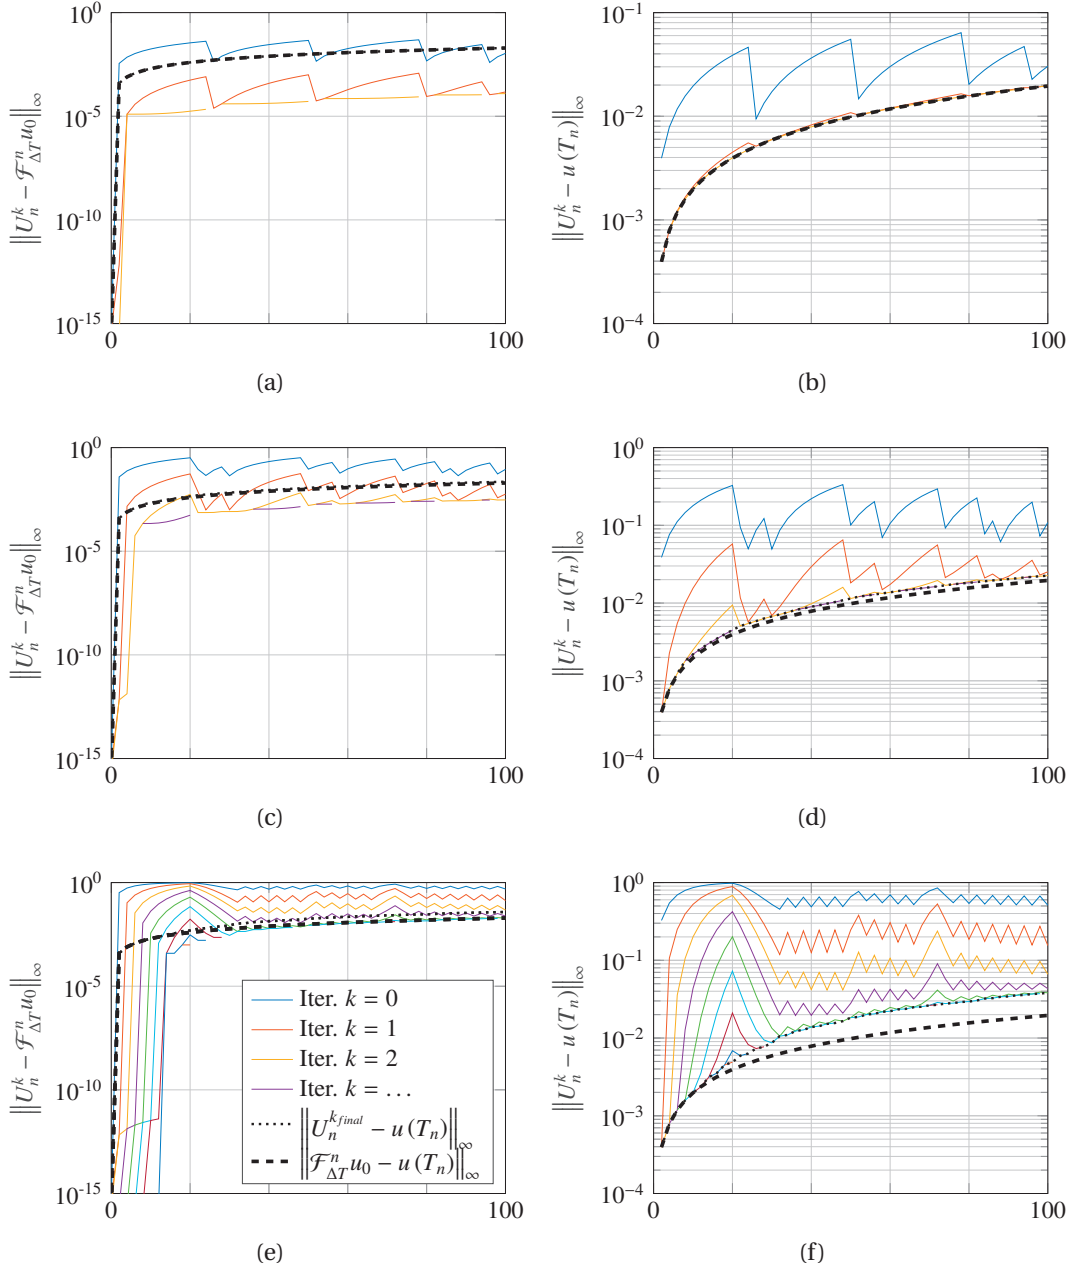 10^0
10^-5
10^-10
10^-15
0
100
‖U_n^k − ℱ_ΔT^n u_0‖_∞
(a)
10^-1
10^-2
10^-3
10^-4
0
100
‖U_n^k − u (T_n)‖_∞
(b)
10^0
10^-5
10^-10
10^-15
0
100
‖U_n^k − ℱ_ΔT^n u_0‖_∞
(c)
10^0
10^-1
10^-2
10^-3
10^-4
0
100
‖U_n^k − u (T_n)‖_∞
(d)
10^0
10^-5
10^-10
10^-15
0
100
‖U_n^k − ℱ_ΔT^n u_0‖_∞
Iter. k = 0
Iter. k = 1
Iter. k = 2
Iter. k = …
‖U_n^{k_final} − u (T_n)‖_∞
‖ℱ_ΔT^n u_0 − u (T_n)‖_∞
(e)
10^0
10^-1
10^-2
10^-3
10^-4
0
100
‖U_n^k − u (T_n)‖_∞
(f)